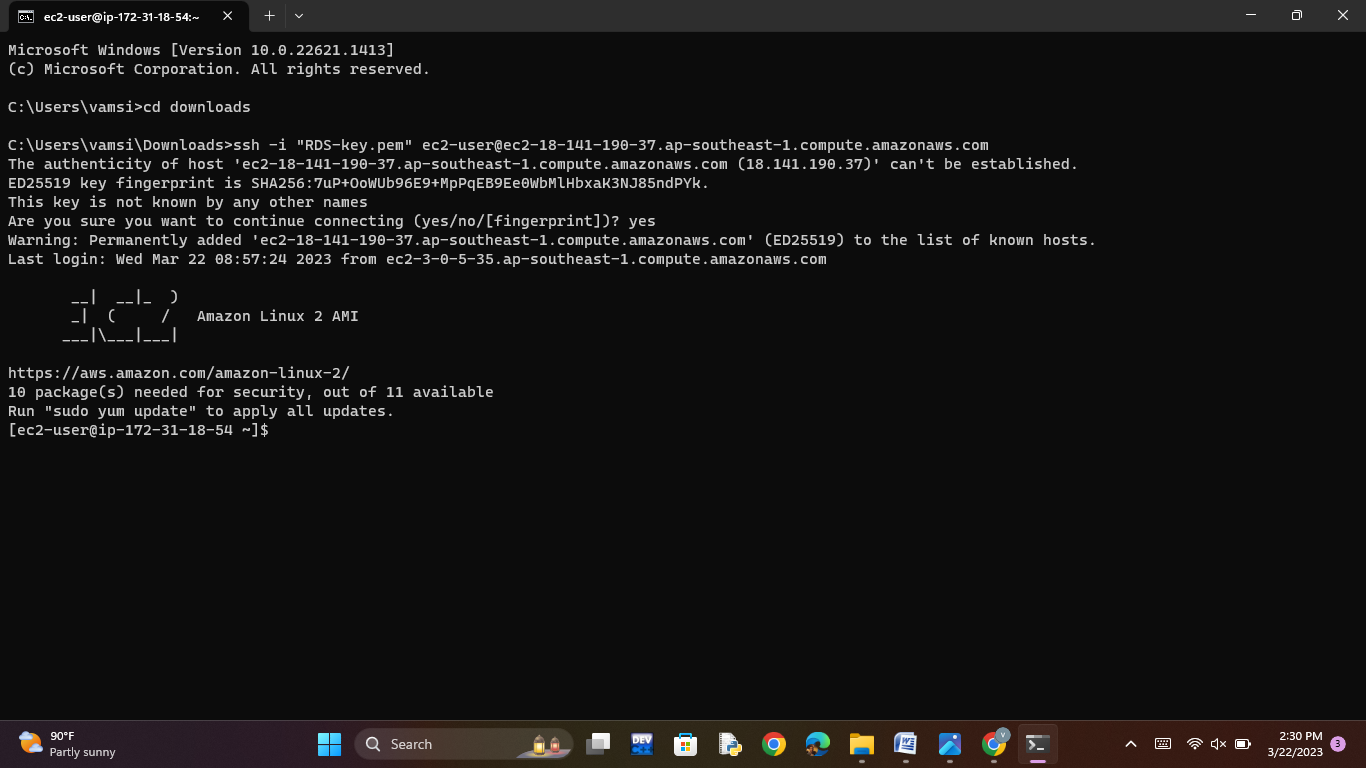 ec2-user@ip-172-31-18-54:~
Microsoft Windows [Version 10.0.22621.1413]
(c) Microsoft Corporation. All rights reserved.
C:\Users\vamsi>cd downloads
C:\Users\vamsi\Downloads>ssh -i "RDS-key.pem" ec2-user@ec2-18-141-190-37.ap-southeast-1.compute.amazonaws.com
The authenticity of host 'ec2-18-141-190-37.ap-southeast-1.compute.amazonaws.com (18.141.190.37)' can't be established.
ED25519 key fingerprint is SHA256:7uP+OoWUb96E9+MpPqEB9Ee0WbMlHbxaK3NJ85ndPYk.
This key is not known by any other names
Are you sure you want to continue connecting (yes/no/[fingerprint])? yes
Warning: Permanently added 'ec2-18-141-190-37.ap-southeast-1.compute.amazonaws.com' (ED25519) to the list of known hosts.
Last login: Wed Mar 22 08:57:24 2023 from ec2-3-0-5-35.ap-southeast-1.compute.amazonaws.com
       __|  __|_  )
       _|  (     /   Amazon Linux 2 AMI
      ___|\___|___|
https://aws.amazon.com/amazon-linux-2/
10 package(s) needed for security, out of 11 available
Run "sudo yum update" to apply all updates.
[ec2-user@ip-172-31-18-54 ~]$
90°F
Partly sunny
Search
DEV
W
v
2:30 PM
3/22/2023
3